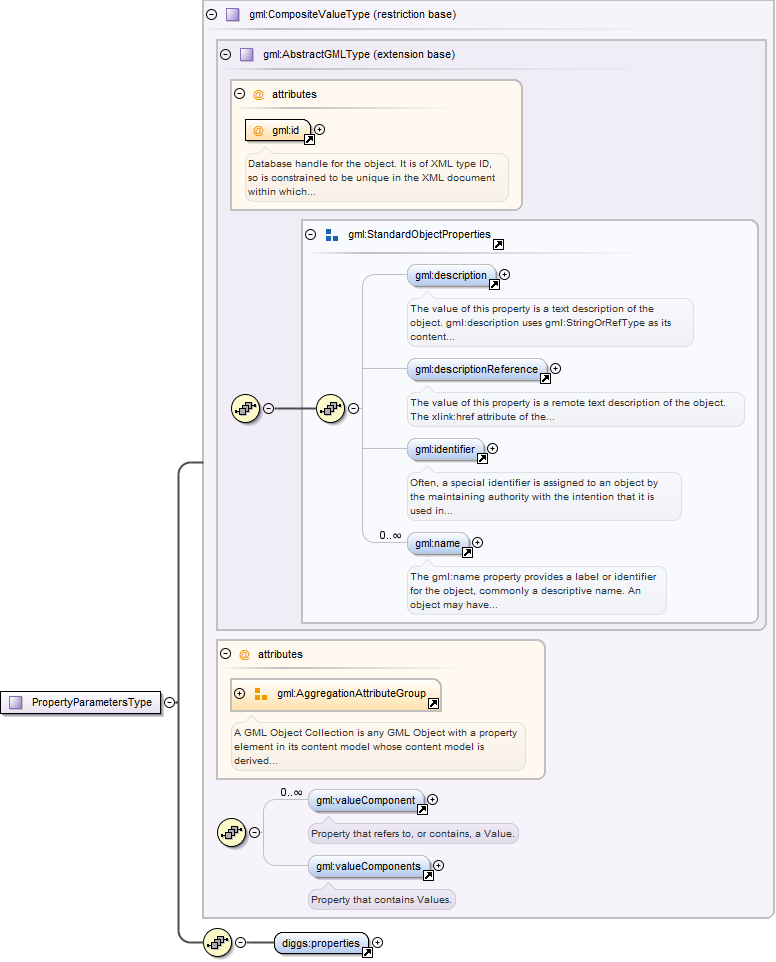 gml:CompositeValueType (restriction base)
gml:AbstractGMLType (extension base)
@ attributes
@ gml:id
Database handle for the object. It is of XML type ID,
so is constrained to be unique in the XML document
within which...
gml:StandardObjectProperties
gml:description
The value of this property is a text description of the
object. gml:description uses gml:StringOrRefType as its
content...
gml:descriptionReference
The value of this property is a remote text description of the object.
The xlink:href attribute of the...
gml:identifier
Often, a special identifier is assigned to an object by
the maintaining authority with the intention that it is
used in...
0..∞
gml:name
The gml:name property provides a label or identifier
for the object, commonly a descriptive name. An
object may have...
@ attributes
PropertyParametersType
gml:AggregationAttributeGroup
A GML Object Collection is any GML Object with a property
element in its content model whose content model is
derived...
0..∞
gml:valueComponent
Property that refers to, or contains, a Value.
gml:valueComponents
Property that contains Values.
diggs:properties